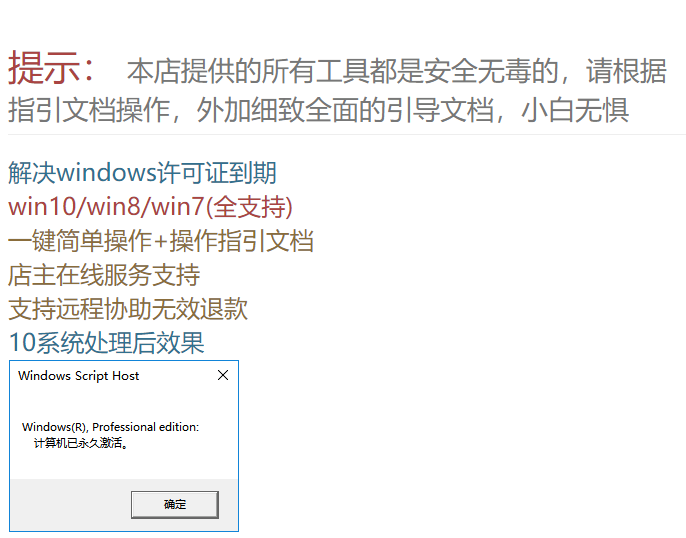 提示： 本店提供的所有工具都是安全无毒的，请根据
指引文档操作，外加细致全面的引导文档，小白无惧
解决windows许可证到期
win10/win8/win7(全支持)
一键简单操作+操作指引文档
店主在线服务支持
支持远程协助无效退款
10系统处理后效果
Windows Script Host
Windows(R), Professional edition:
计算机已永久激活。
确定